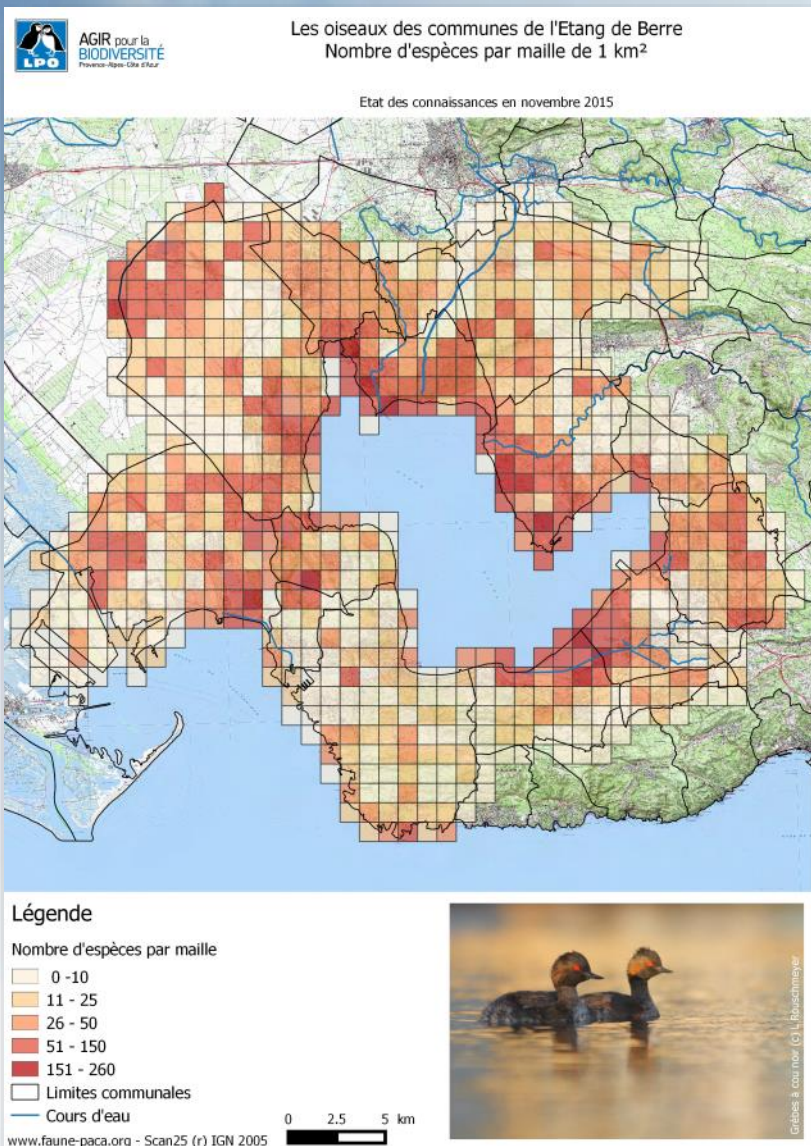 LPO
AGIR pour la
BIODIVERSITÉ
Provence-Alpes-Côte d'Azur
Les oiseaux des communes de l'Etang de Berre
Nombre d'espèces par maille de 1 km²
Etat des connaissances en novembre 2015
Légende
Nombre d'espèces par maille
0 -10
11 - 25
26 - 50
51 - 150
151 - 260
Limites communales
Cours d'eau
0 2.5 5 km
www.faune-paca.org - Scan25 (r) IGN 2005
Grèbes à cou noir (c) L Rouschmeyer